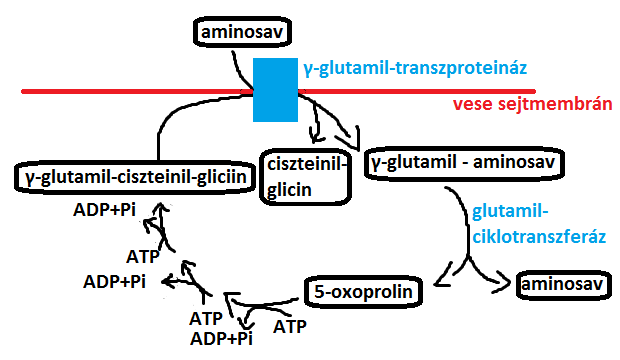 aminosav
γ-glutamil-transzproteináz
vese sejtmembrán
γ-glutamil-ciszteinil-gliciin
ciszteinil-
glicin
γ-glutamil - aminosav
ADP+Pi
glutamil-
ciklotranszferáz
ATP
ADP+Pi
5-oxoprolin
aminosav
ATP
ATP
ADP+Pi